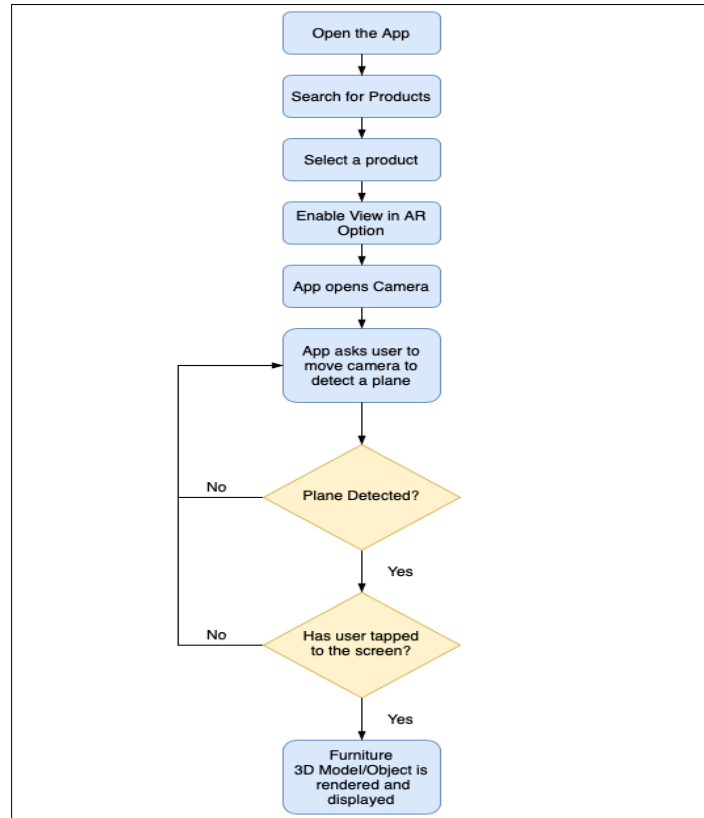 Open the App
Search for Products
Select a product
Enable View in AR
Option
App opens Camera
App asks user to
move camera to
detect a plane
No
Plane Detected?
Yes
No
Has user tapped
to the screen?
Yes
Furniture
3D Model/Object is
rendered and
displayed